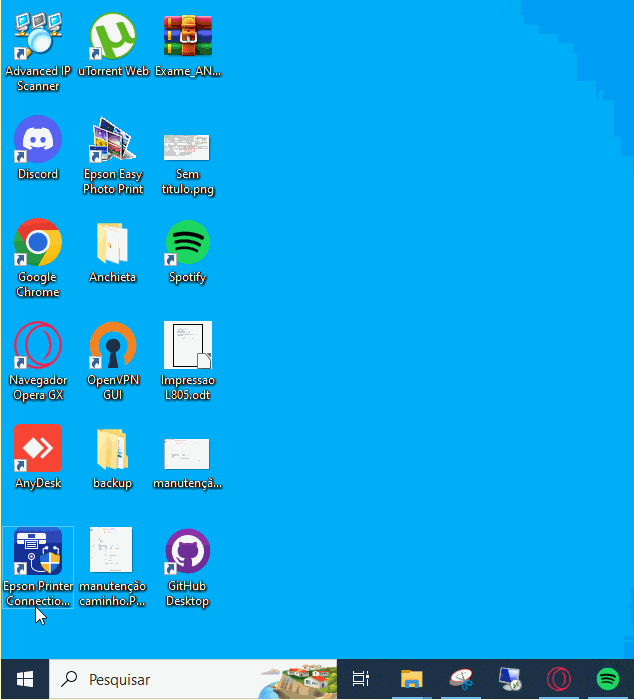 Advanced IP
Scanner
uTorrent Web
Exame_AN...
Discord
Epson Easy
Photo Print
Sem
título.png
Google
Chrome
Anchieta
Spotify
Navegador
Opera GX
OpenVPN
GUI
Impressao
L805.odt
AnyDesk
backup
manutençã...
Epson Printer
Connectio...
manutenção
caminho.P...
GitHub
Desktop
Pesquisar